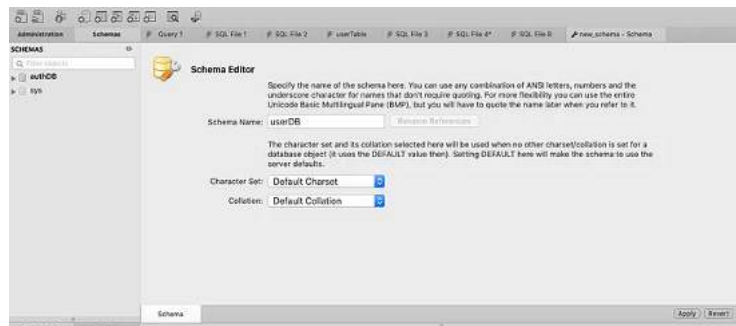 Administration Schemas Query 1 SQL File 1 SQL File 2 userTable SQL File 3 SQL File 4* SQL File 8 new_schema - Schema
SCHEMAS
Filter objects
authDB
sys
Schema Editor
Specify the name of the schema here. You can use any combination of ANSI letters, numbers and the
underscore character for names that don't require quoting. For more flexibility you can use the entire
Unicode Basic Multilingual Pane (BMP), but you will have to quote the name later when you refer to it.
Schema Name: userDB Rename References
The character set and its collation selected here will be used when no other charset/collation is set for a
database object (it uses the DEFAULT value then). Setting DEFAULT here will make the schema to use the
server defaults.
Character Set: Default Charset
Collation: Default Collation
Schema
Apply Revert